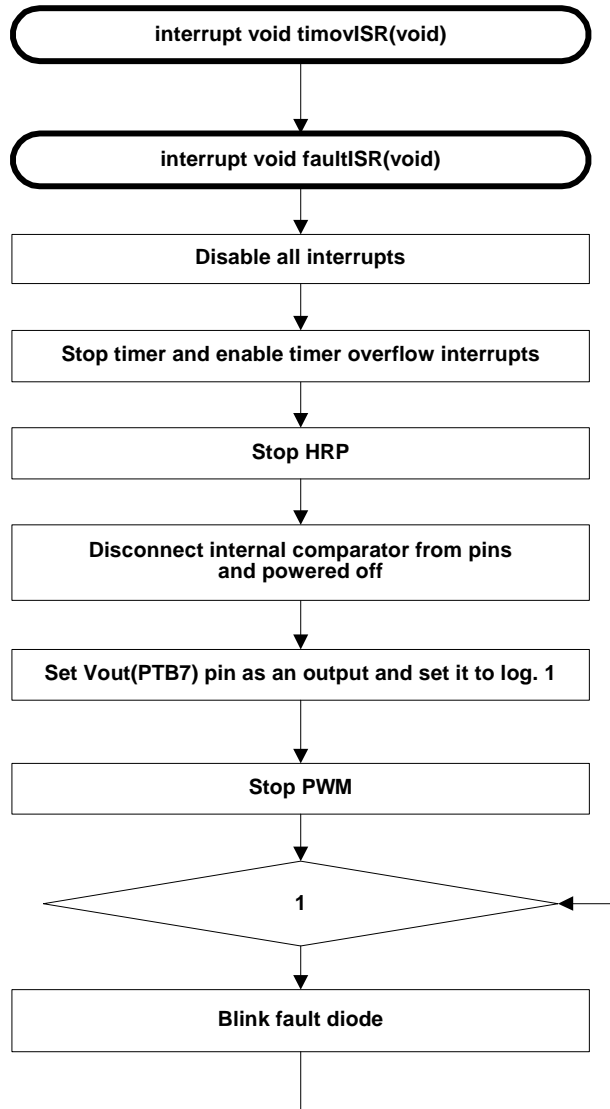 interrupt void timovISR(void)
interrupt void faultISR(void)
Disable all interrupts
Stop timer and enable timer overflow interrupts
Stop HRP
Disconnect internal comparator from pins
and powered off
Set Vout(PTB7) pin as an output and set it to log. 1
Stop PWM
1
Blink fault diode